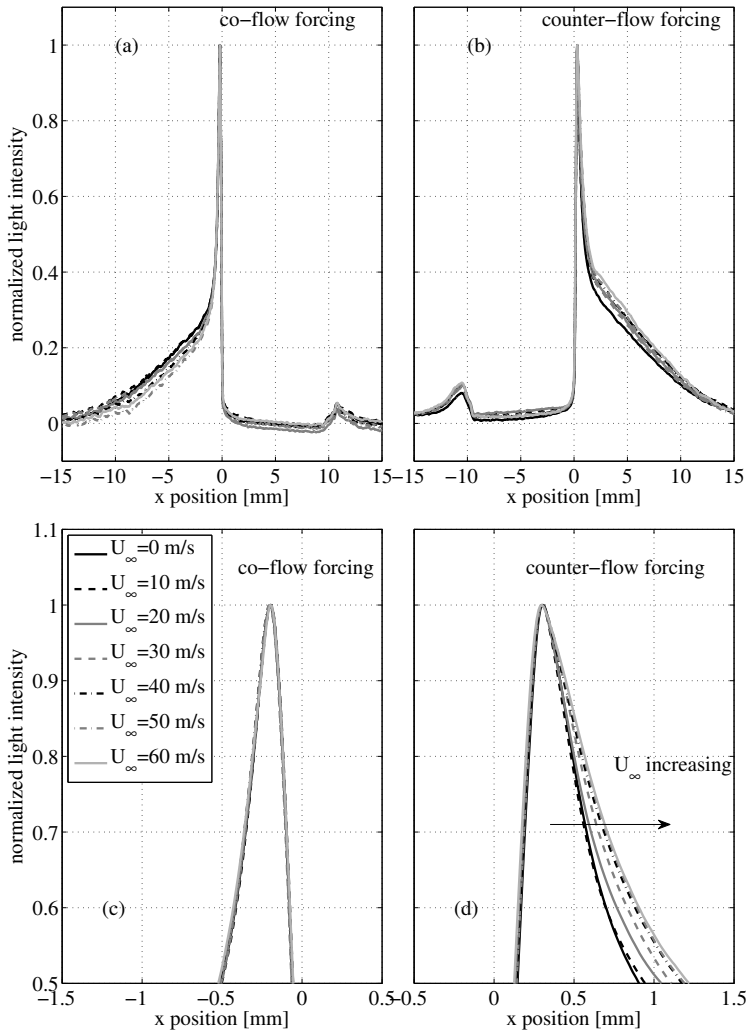 co−flow forcing
counter−flow forcing
(a)
(b)
normalized light intensity
1
0.8
0.6
0.4
0.2
0
−15 −10 −5 0 5 10 15
x position [mm]
−15 −10 −5 0 5 10 15
x position [mm]
1.1
1
0.9
0.8
0.7
0.6
0.5
normalized light intensity
U∞=0 m/s
U∞=10 m/s
U∞=20 m/s
U∞=30 m/s
U∞=40 m/s
U∞=50 m/s
U∞=60 m/s
co−flow forcing
counter−flow forcing
U∞ increasing
(c)
(d)
−1.5 −1 −0.5 0 0.5
x position [mm]
−0.5 0 0.5 1 1.5
x position [mm]